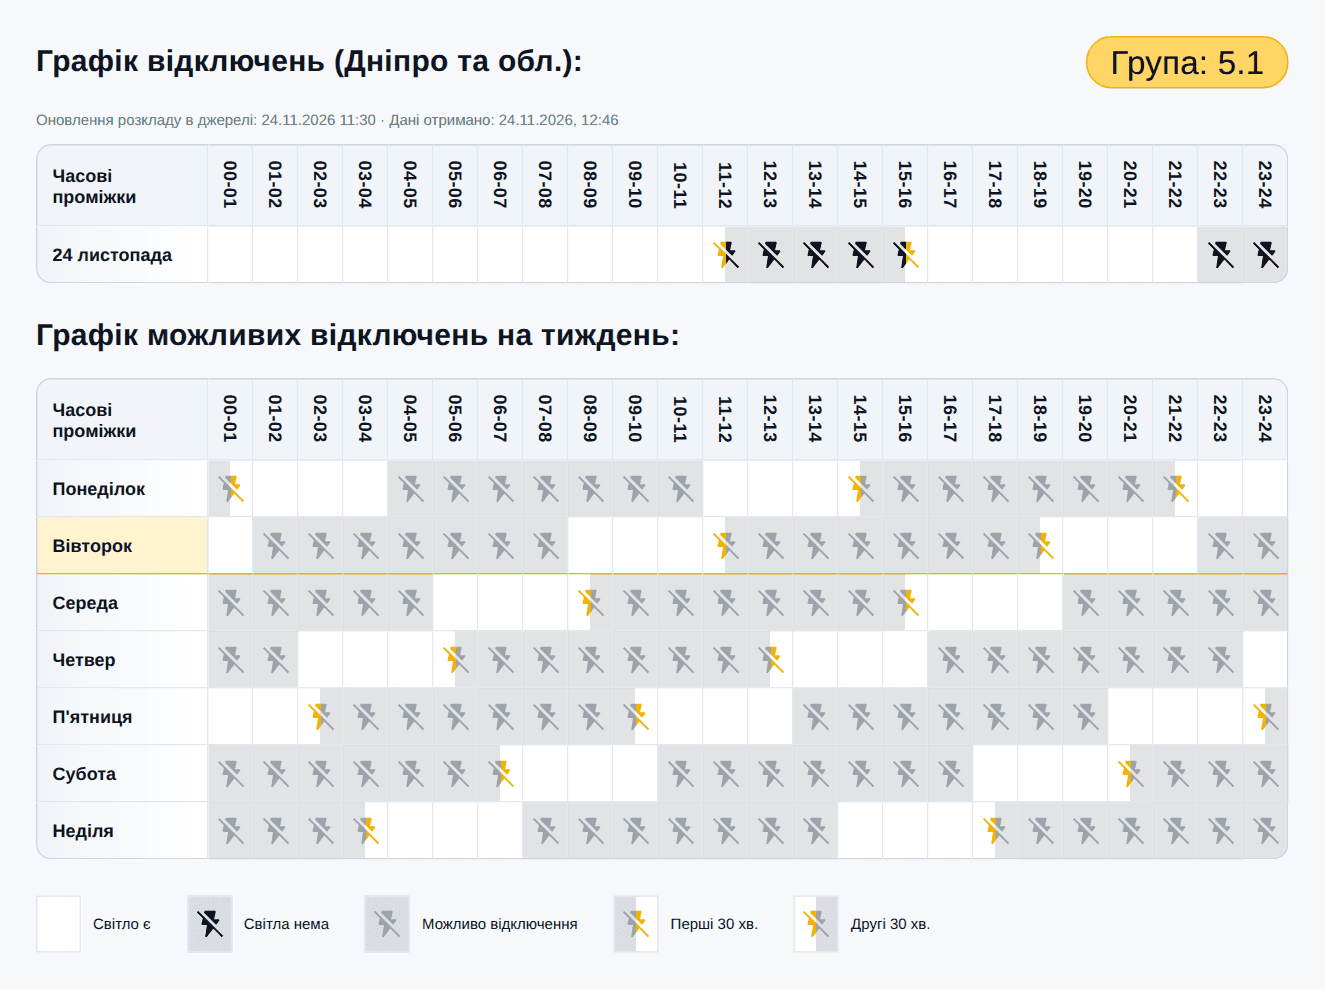 Графік відключень (Дніпро та обл.):
Група: 5.1
Оновлення розкладу в джерелі: 24.11.2026 11:30 · Дані отримано: 24.11.2026, 12:46
Часові
проміжки
00-01 01-02 02-03 03-04 04-05 05-06 06-07 07-08 08-09 09-10 10-11 11-12 12-13 13-14 14-15 15-16 16-17 17-18 18-19 19-20 20-21 21-22 22-23 23-24
24 листопада
Графік можливих відключень на тиждень:
Часові
проміжки
00-01 01-02 02-03 03-04 04-05 05-06 06-07 07-08 08-09 09-10 10-11 11-12 12-13 13-14 14-15 15-16 16-17 17-18 18-19 19-20 20-21 21-22 22-23 23-24
Понеділок
Вівторок
Середа
Четвер
П'ятниця
Субота
Неділя
Світло є
Світла нема
Можливо відключення
Перші 30 хв.
Другі 30 хв.